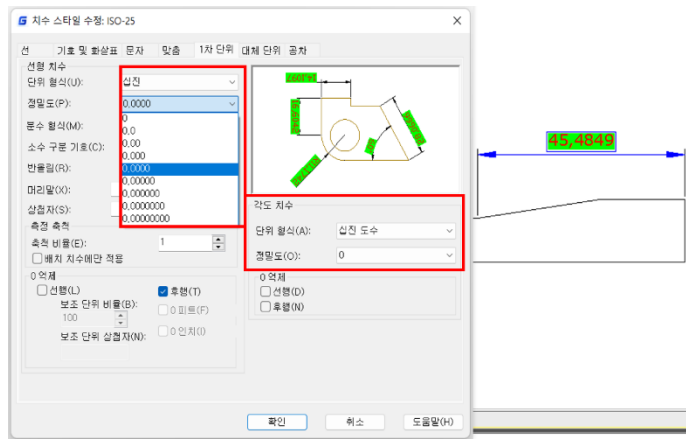 치수 스타일 수정: ISO-25
선 기호 및 화살표 문자 맞춤 1차 단위 대체 단위 공차
선형 치수
단위 형식(U): 십진
정밀도(P): 0,0000
0
0,0
0,00
0,000
0,0000
0,00000
0,000000
0,0000000
0,00000000
분수 형식(M):
소수 구분 기호(C):
반올림(R):
머리말(X):
상점자(S):
측정 축척
축척 비율(E): 1
배치 치수에만 적용
0 억제
선행(L) 후행(T)
보조 단위 비율(B): 0 피트(F)
100
보조 단위 상점자(N): 0 인치(I)
14,1097
각도 치수
단위 형식(A): 십진 도수
정밀도(O): 0
0 억제
선행(D)
후행(N)
확인 취소 도움말(H)
45,4849